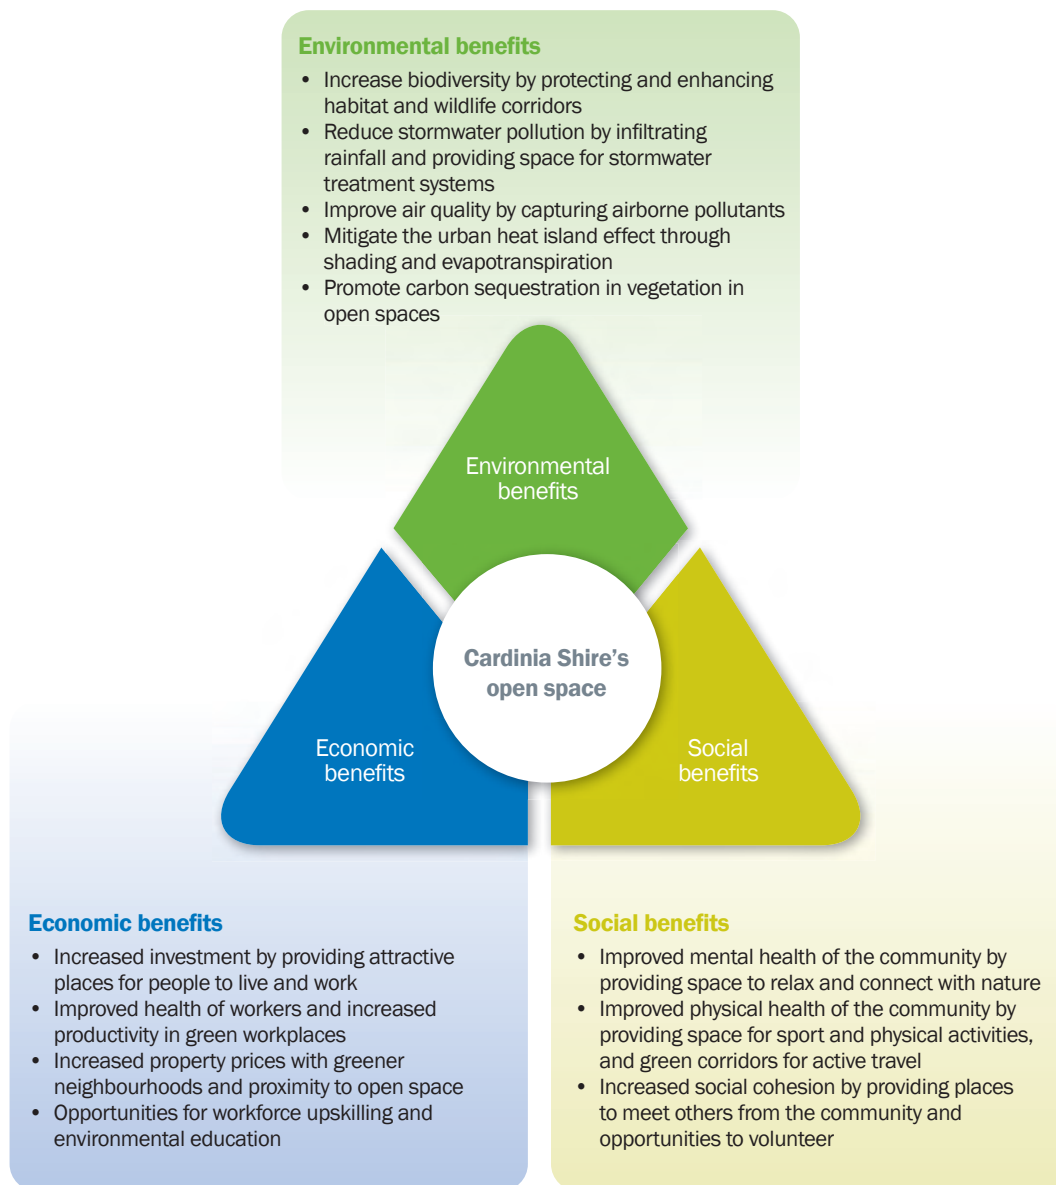 Environmental benefits
• Increase biodiversity by protecting and enhancing
habitat and wildlife corridors
• Reduce stormwater pollution by infiltrating
rainfall and providing space for stormwater
treatment systems
• Improve air quality by capturing airborne pollutants
• Mitigate the urban heat island effect through
shading and evapotranspiration
• Promote carbon sequestration in vegetation in
open spaces
Environmental
benefits
Cardinia Shire’s
open space
Economic
benefits
Social
benefits
Economic benefits
• Increased investment by providing attractive
places for people to live and work
• Improved health of workers and increased
productivity in green workplaces
• Increased property prices with greener
neighbourhoods and proximity to open space
• Opportunities for workforce upskilling and
environmental education
Social benefits
• Improved mental health of the community by
providing space to relax and connect with nature
• Improved physical health of the community by
providing space for sport and physical activities,
and green corridors for active travel
• Increased social cohesion by providing places
to meet others from the community and
opportunities to volunteer